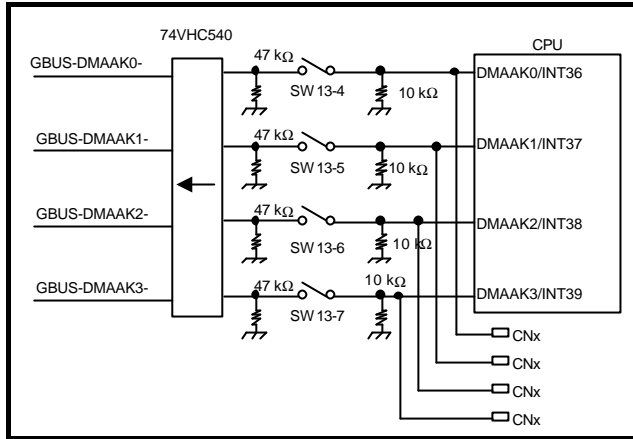 74VHC540
CPU
GBUS-DMAAK0-
47 kΩ
SW 13-4
10 kΩ
DMAAK0/INT36
GBUS-DMAAK1-
47 kΩ
SW 13-5
10 kΩ
DMAAK1/INT37
GBUS-DMAAK2-
47 kΩ
SW 13-6
10 kΩ
DMAAK2/INT38
GBUS-DMAAK3-
47 kΩ
SW 13-7
10 kΩ
DMAAK3/INT39
CNx
CNx
CNx
CNx